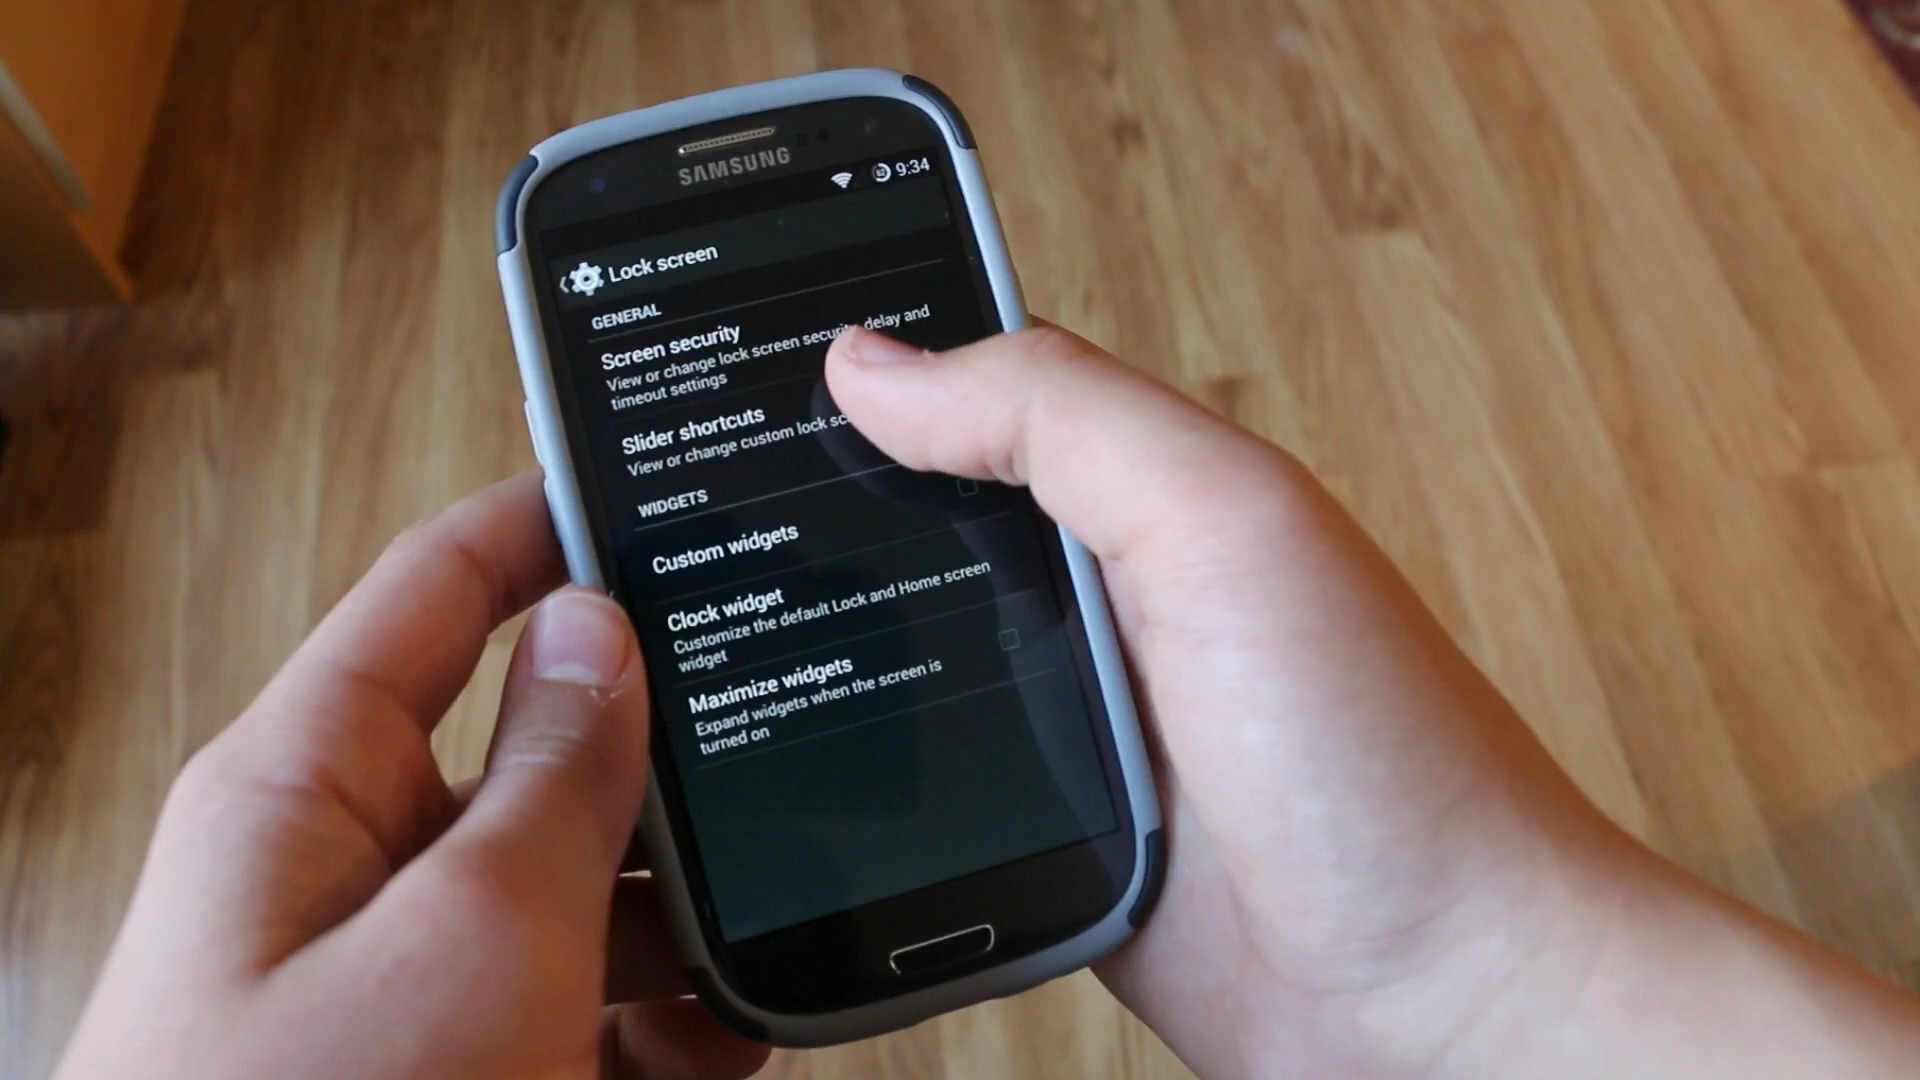 SAMSUNG
9:34
Lock screen
GENERAL
Screen security
View or change lock screen security, delay and
timeout settings
Slider shortcuts
View or change custom lock
WIDGETS
Custom widgets
Clock widget
Customize the default Lock and Home screen
widget
Maximize widgets
Expand widgets when the screen is
turned on